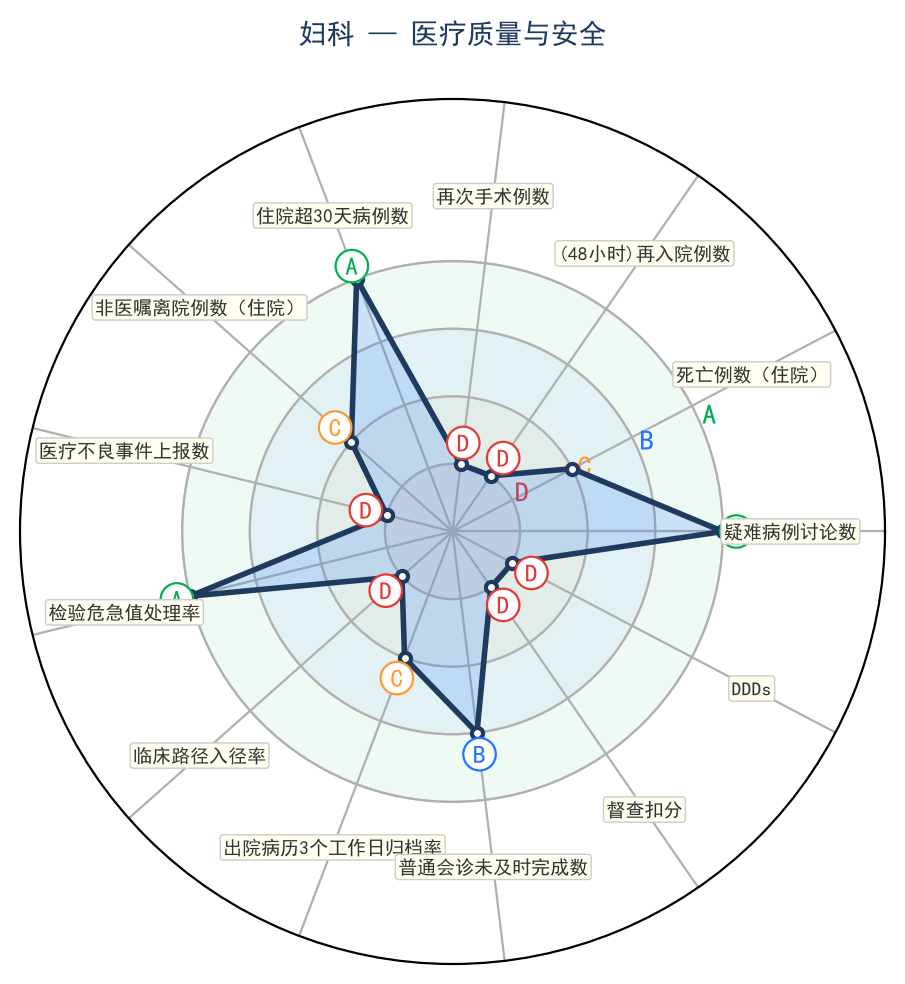 妇科 — 医疗质量与安全
再次手术例数
住院超30天病例数
(48小时)再入院例数
A
非医嘱离院例数（住院）
死亡例数（住院）
A
C
D
B
D
C
医疗不良事件上报数
D
D
疑难病例讨论数
D
A
检验危急值处理率
D
D
C
DDDs
B
临床路径入径率
督查扣分
出院病历3个工作日归档率
普通会诊未及时完成数